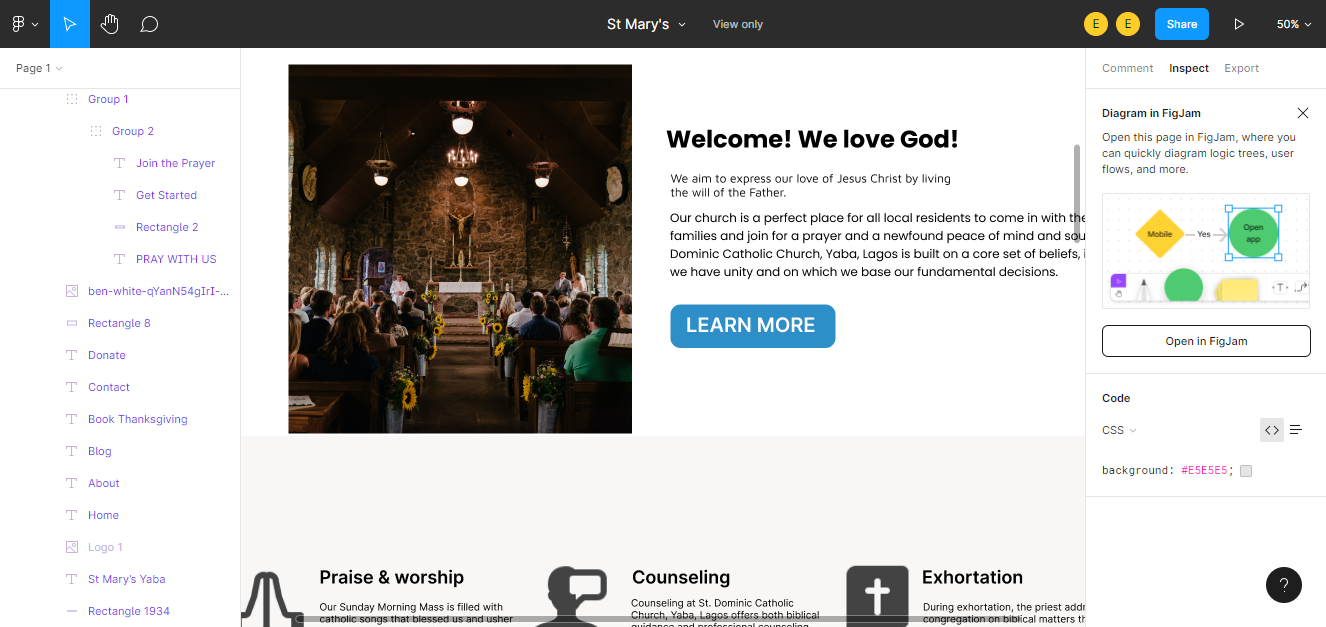 St Mary's
View only
E
E
Share
50%
Page 1
Group 1
Group 2
Join the Prayer
Get Started
Rectangle 2
PRAY WITH US
ben-white-qYanN54gIrI-...
Rectangle 8
Donate
Contact
Book Thanksgiving
Blog
About
Home
Logo 1
St Mary's Yaba
Rectangle 1934
Welcome! We love God!
We aim to express our love of Jesus Christ by living
the will of the Father.
Our church is a perfect place for all local residents to come in with the
families and join for a prayer and a newfound peace of mind and
Dominic Catholic Church, Yaba, Lagos is built on a core set of beliefs,
we have unity and on which we base our fundamental decisions.
LEARN MORE
Praise & worship
Our Sunday Morning Mass is filled with
catholic songs that blessed us and usher
Counseling
Counseling at St. Dominic Catholic
Church, Yaba, Lagos offers both biblical
guidance and professional counseling
Exhortation
During exhortation, the priest addr
congregation on biblical matters th
Comment Inspect Export
Diagram in FigJam
Open this page in FigJam, where you
can quickly diagram logic trees, user
flows, and more.
Mobile
Yes
Open
app
T
Open in FigJam
Code
CSS
background: #E5E5E5;
?